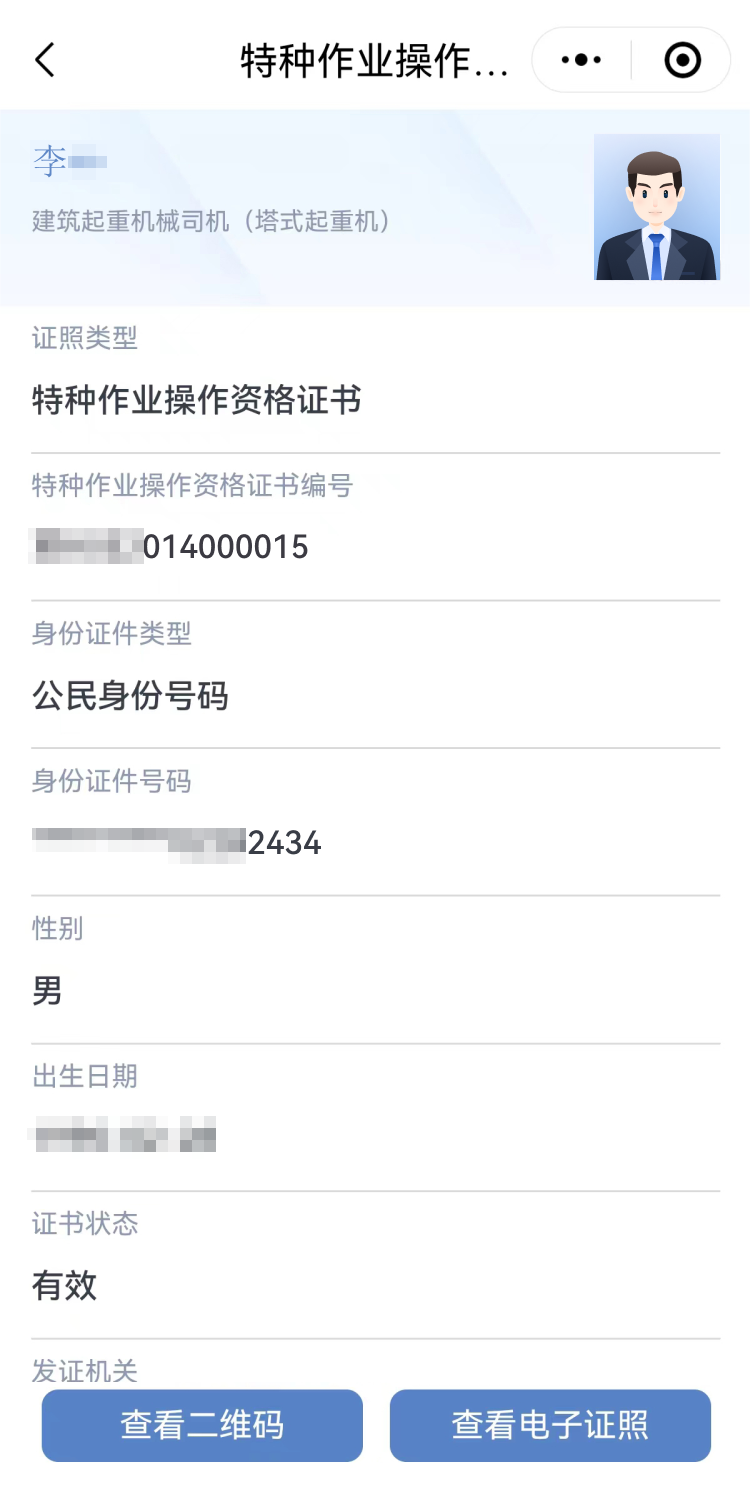 特种作业操作...
李
建筑起重机械司机（塔式起重机）
证照类型
特种作业操作资格证书
特种作业操作资格证书编号
014000015
身份证件类型
公民身份号码
身份证件号码
2434
性别
男
出生日期
证书状态
有效
发证机关
查看二维码
查看电子证照